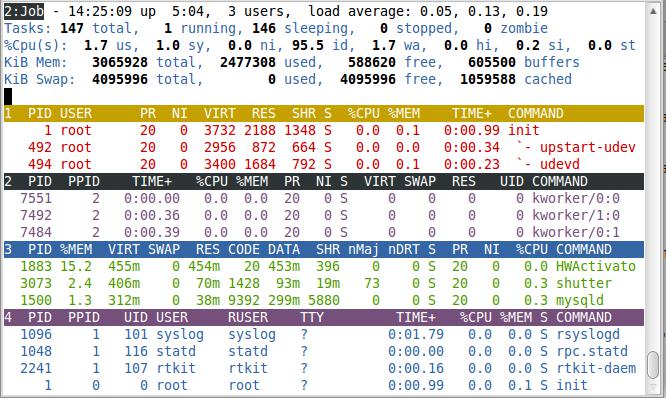 2:Job - 14:25:09 up  5:04,  3 users,  load average: 0.05, 0.13, 0.19
Tasks: 147 total,   1 running, 146 sleeping,   0 stopped,   0 zombie
%Cpu(s):  1.7 us,  1.0 sy,  0.0 ni, 95.5 id,  1.7 wa,  0.0 hi,  0.2 si,  0.0 st
KiB Mem:   3065928 total,  2477308 used,   588620 free,   605500 buffers
KiB Swap:  4095996 total,        0 used,  4095996 free,  1059588 cached
1  PID USER      PR  NI  VIRT  RES  SHR S  %CPU %MEM    TIME+  COMMAND
1 root      20   0  3732 2188 1348 S   0.0  0.1   0:00.99 init
492 root      20   0  2956  872  664 S   0.0  0.0   0:00.34  `- upstart-udev
494 root      20   0  3400 1684  792 S   0.0  0.1   0:00.23  `- udevd
2  PID  PPID    TIME+   %CPU %MEM  PR  NI S  VIRT SWAP  RES   UID COMMAND
7551     2   0:00.00   0.0  0.0  20   0 S     0    0    0     0 kworker/0:0
7492     2   0:00.36   0.0  0.0  20   0 S     0    0    0     0 kworker/1:0
7484     2   0:00.39   0.0  0.0  20   0 S     0    0    0     0 kworker/0:1
3  PID %MEM  VIRT SWAP  RES CODE DATA  SHR nMaj nDRT S  PR  NI  %CPU COMMAND
1883 15.2  455m    0 454m   20 453m  396    0    0 S  20   0   0.0 HWActivato
3073  2.4  406m    0  70m 1428  93m  19m   73    0 S  20   0   0.3 shutter
1500  1.3  312m    0  38m 9392 299m 5880    0    0 S  20   0   0.3 mysqld
4  PID  PPID   UID USER     RUSER    TTY         TIME+  %CPU %MEM S COMMAND
1096     1   101 syslog   syslog   ?          0:01.79   0.0  0.0 S rsyslogd
1048     1   116 statd    statd    ?          0:00.00   0.0  0.0 S rpc.statd
2241     1   107 rtkit    rtkit    ?          0:00.16   0.0  0.0 S rtkit-daem
1     0     0 root     root     ?          0:00.99   0.0  0.1 S init